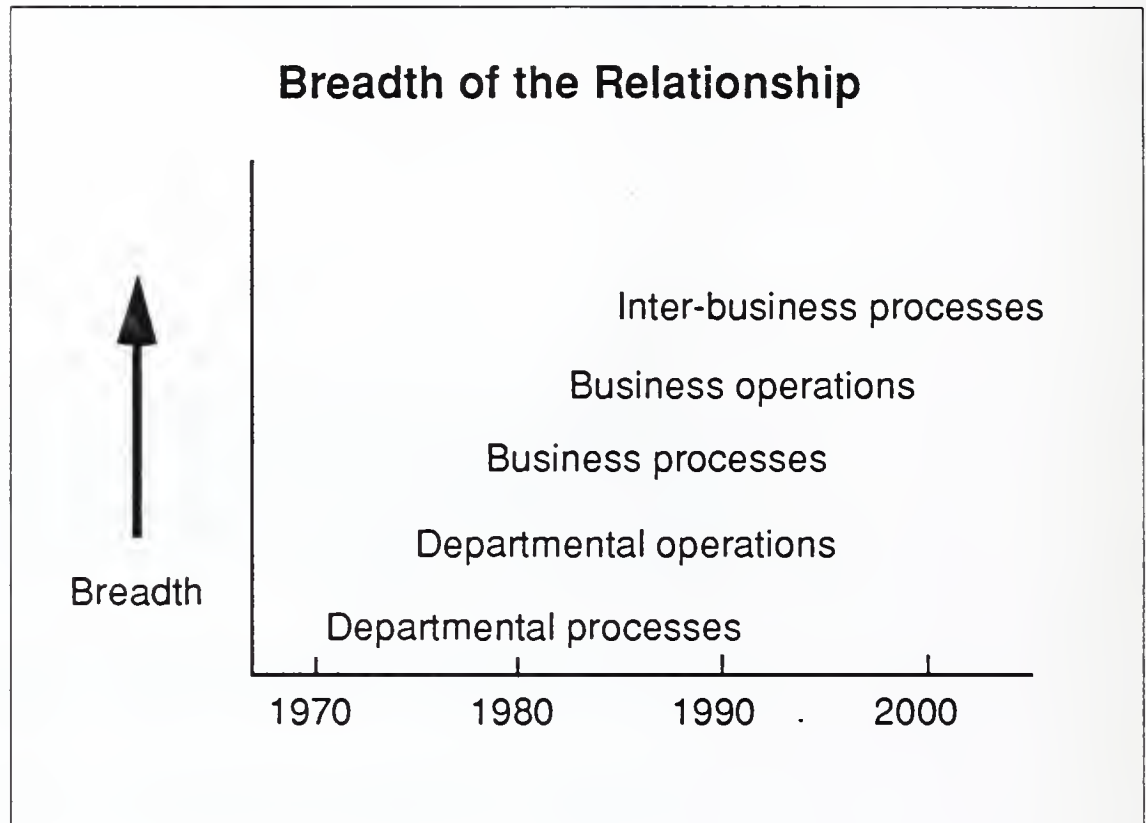 Breadth of the Relationship
Inter-business processes
Business operations
Business processes
Departmental operations
Breadth
Departmental processes
1970 1980 1990 2000